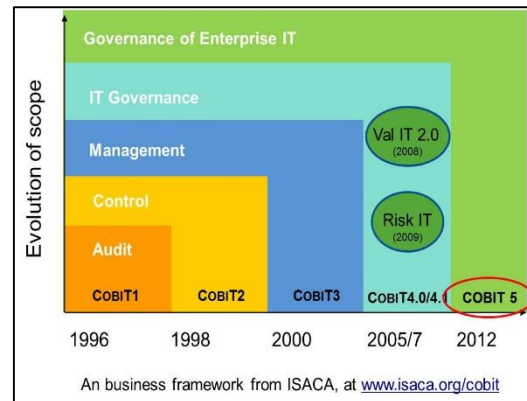 Evolution of scope
Governance of Enterprise IT
IT Governance
Val IT 2.0
(2008)
Management
Control
Risk IT
(2009)
Audit
COBIT1
COBIT2
COBIT3
COBIT4.0/4.1
COBIT 5
1996
1998
2000
2005/7
2012
An business framework from ISACA, at www.isaca.org/cobit